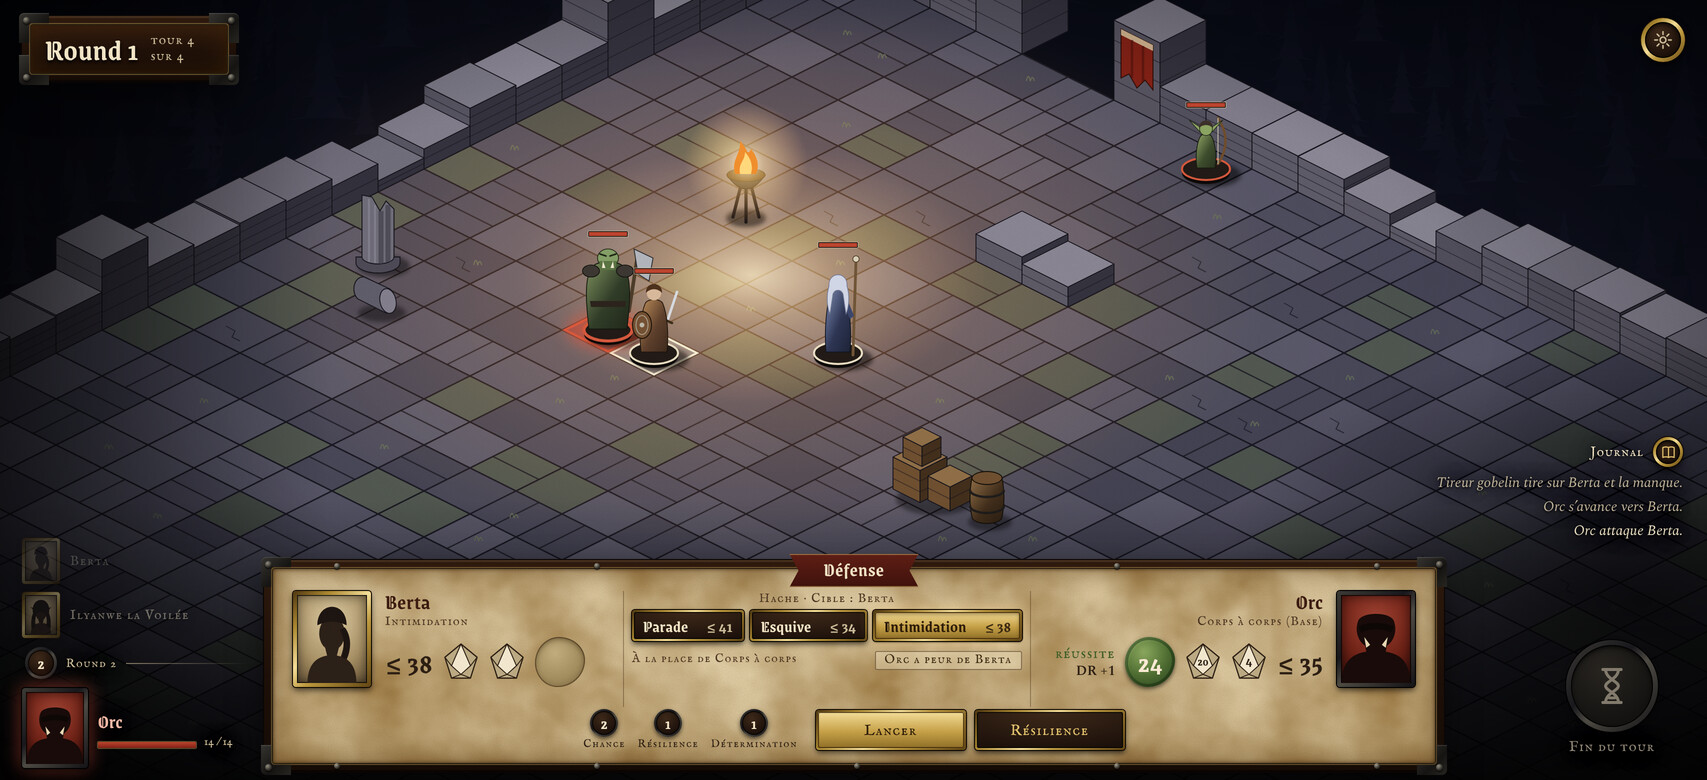 Round 1
TOUR 4
SUR 4
Journal
Tireur gobelin tire sur Berta et la manque.
Orc s'avance vers Berta.
Orc attaque Berta.
Berta
Ilyanwe la Voilée
2 Round 2
Orc
14/14
Défense
Hache · Cible : Berta
Berta
Intimidation
≤ 38
Parade ≤ 41
Esquive ≤ 34
Intimidation ≤ 38
À la place de Corps à corps
Orc a peur de Berta
Orc
Corps à corps (Base)
Réussite
DR +1
24
20
4
≤ 35
2
Chance
1
Résilience
1
Détermination
Lancer
Résilience
Fin du tour